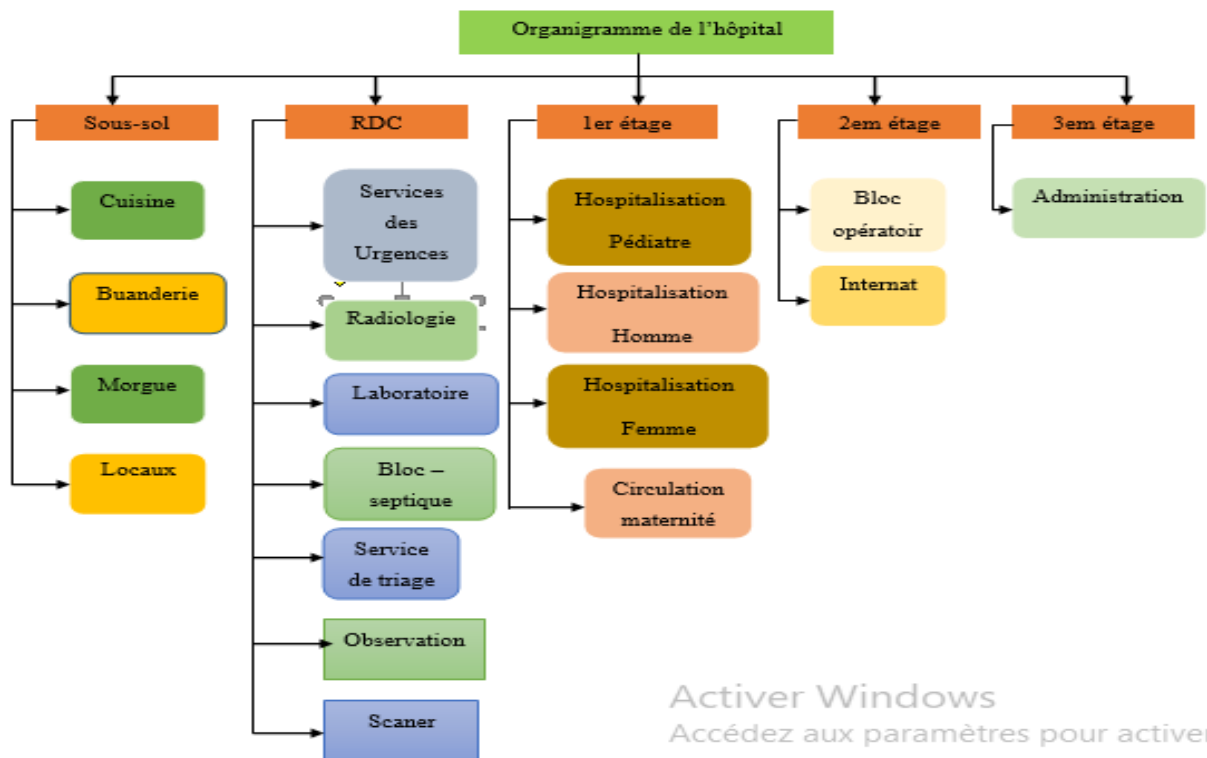 Organigramme de l’hôpital
Sous-sol
Cuisine
Buanderie
Morgue
Locaux
RDC
Services
des
Urgences
Radiologie
Laboratoire
Bloc –
septique
Service
de triage
Observation
Scaner
1er étage
Hospitalisation
Pédiatre
Hospitalisation
Homme
Hospitalisation
Femme
Circulation
maternité
2em étage
Bloc
opératoir
Internat
3em étage
Administration
Activer Windows
Accédez aux paramètres pour activer